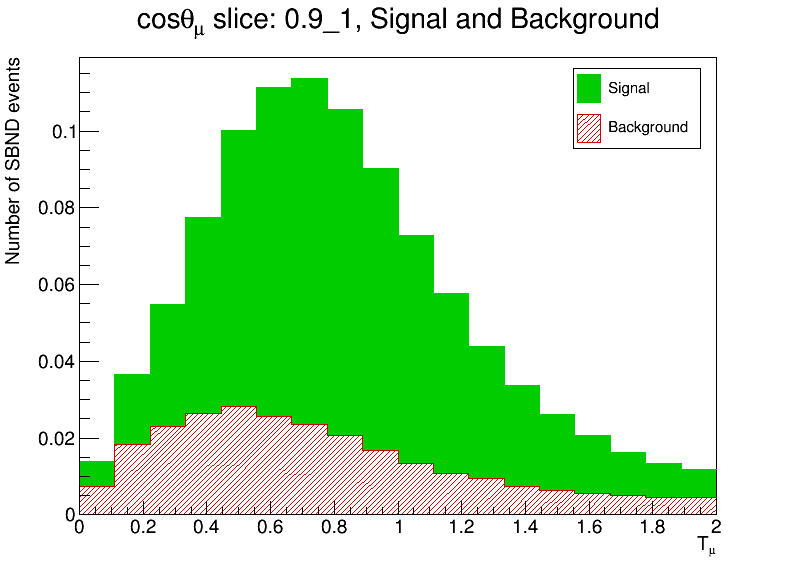 cosθμ slice: 0.9_1, Signal and Background
Number of SBND events
Signal
Background
0.1
0.08
0.06
0.04
0.02
0
0 0.2 0.4 0.6 0.8 1 1.2 1.4 1.6 1.8 2
Tμ